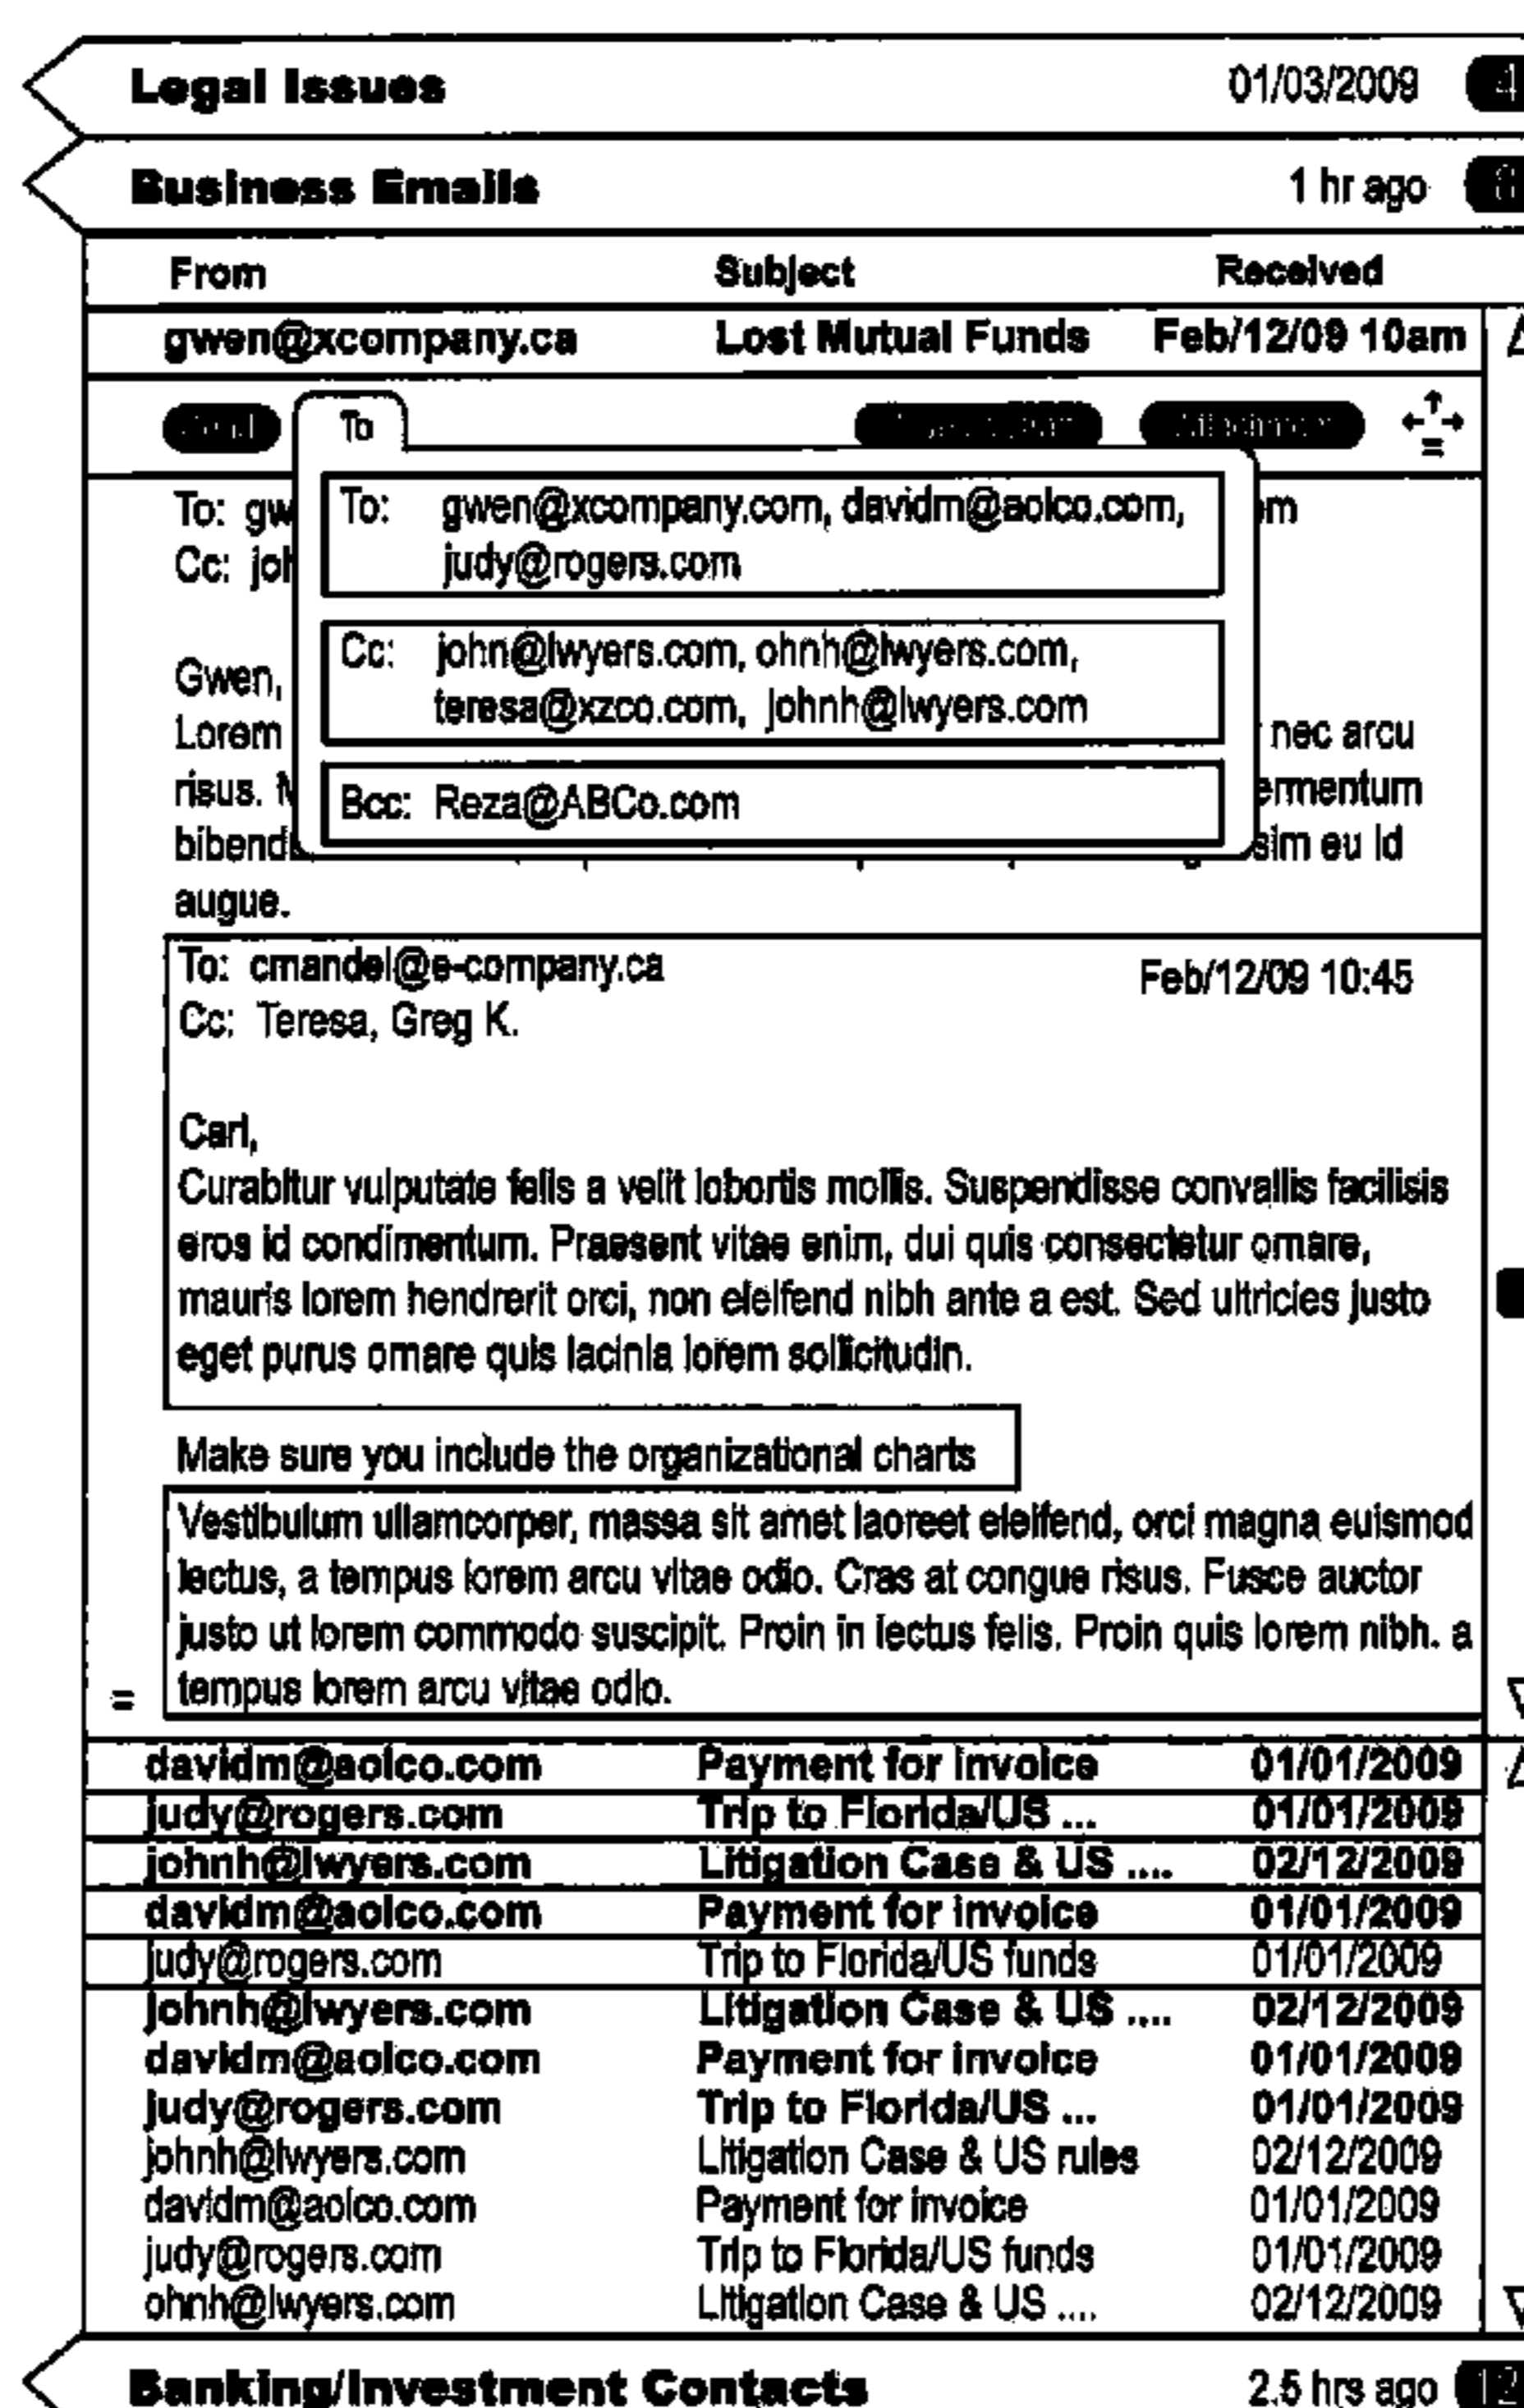 Legal Issues 01/03/2009 4
Business Emails 1 hr ago
From Subject Received
gwen@xcompany.ca Lost Mutual Funds Feb/12/09 10am
To
To: gw
To: gwen@xcompany.com, davidm@aolco.com,
om
Cc: joh
judy@rogers.com
Cc: john@lwyers.com, ohnh@lwyers.com,
Gwen,
teresa@xzco.com, johnh@lwyers.com
Lorem nec arcu
risus. ermentum
Bcc: Reza@ABCo.com
bibend sim eu id
augue.
To: cmandel@e-company.ca Feb/12/09 10:45
Cc: Teresa, Greg K.
Carl,
Curabitur vulputate felis a velit lobortis mollis. Suspendisse convallis facilisis
eros id condimentum. Praesent vitae enim, dui quis consectetur ornare,
mauris lorem hendrerit orci, non eleifend nibh ante a est. Sed ultricies justo
eget purus ornare quis lacinia lorem sollicitudin.
Make sure you include the organizational charts
Vestibulum ullamcorper, massa sit amet laoreet eleifend, orci magna euismod
lectus, a tempus lorem arcu vitae odio. Cras at congue risus. Fusce auctor
justo ut lorem commodo suscipit. Proin in lectus felis. Proin quis lorem nibh. a
= tempus lorem arcu vitae odio.
davidm@aolco.com Payment for invoice 01/01/2009
judy@rogers.com Trip to Florida/US ... 01/01/2009
johnh@lwyers.com Litigation Case & US .... 02/12/2009
davidm@aolco.com Payment for invoice 01/01/2009
judy@rogers.com Trip to Florida/US funds 01/01/2009
johnh@lwyers.com Litigation Case & US .... 02/12/2009
davidm@aolco.com Payment for invoice 01/01/2009
judy@rogers.com Trip to Florida/US ... 01/01/2009
johnh@lwyers.com Litigation Case & US rules 02/12/2009
davidm@aolco.com Payment for invoice 01/01/2009
judy@rogers.com Trip to Florida/US funds 01/01/2009
ohnh@lwyers.com Litigation Case & US .... 02/12/2009
Banking/Investment Contacts 2.5 hrs ago